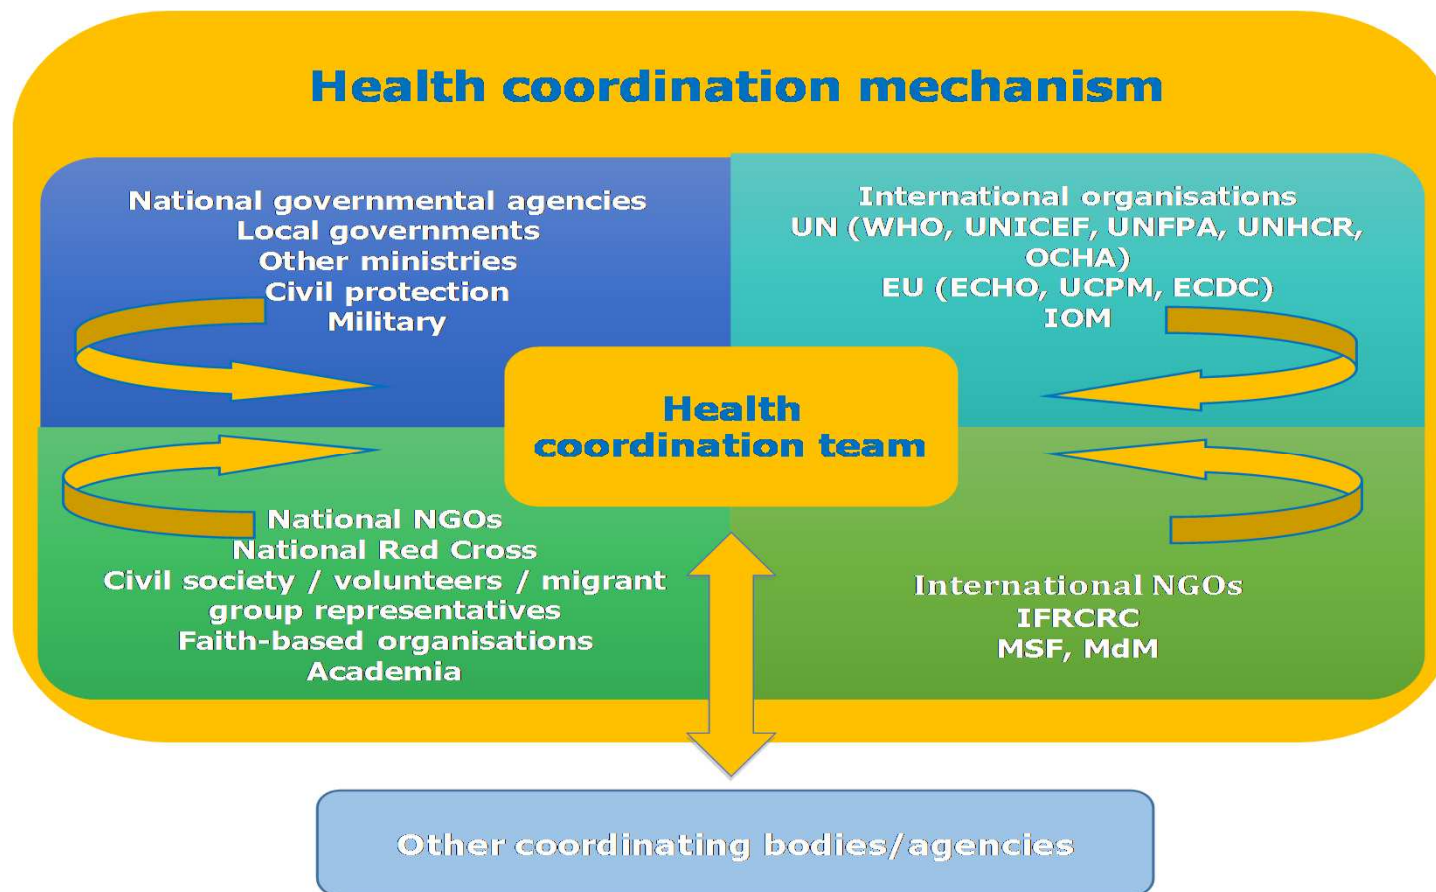 Health coordination mechanism
National governmental agencies
Local governments
Other ministries
Civil protection
Military
International organisations
UN (WHO, UNICEF, UNFPA, UNHCR,
OCHA)
EU (ECHO, UCPM, ECDC)
IOM
Health
coordination team
National NGOs
National Red Cross
Civil society / volunteers / migrant
group representatives
Faith-based organisations
Academia
International NGOs
IFRCRC
MSF, MdM
Other coordinating bodies/agencies